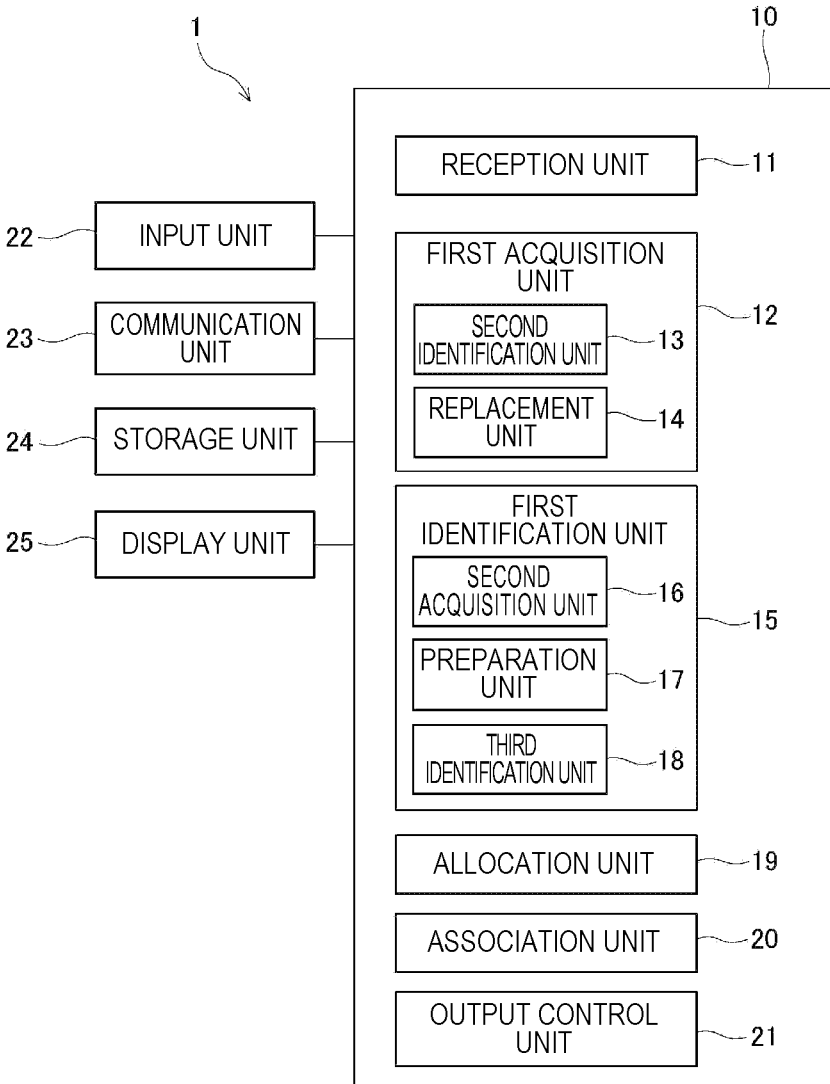 1
10
RECEPTION UNIT
11
22
INPUT UNIT
FIRST ACQUISITION
UNIT
12
23
COMMUNICATION
UNIT
SECOND
IDENTIFICATION UNIT
13
REPLACEMENT
UNIT
14
24
STORAGE UNIT
25
DISPLAY UNIT
FIRST
IDENTIFICATION UNIT
15
SECOND
ACQUISITION UNIT
16
PREPARATION
UNIT
17
THIRD
IDENTIFICATION UNIT
18
ALLOCATION UNIT
19
ASSOCIATION UNIT
20
OUTPUT CONTROL
UNIT
21